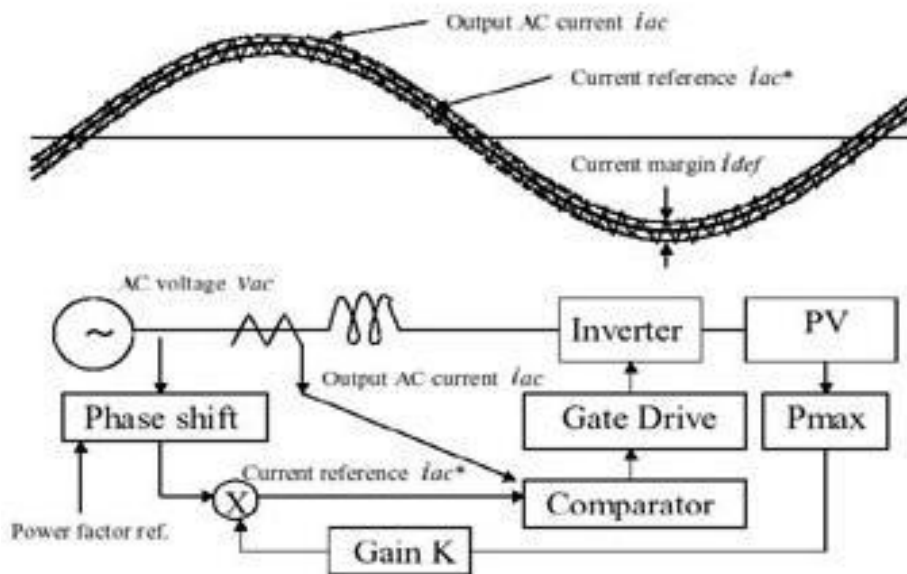 Output AC current iac
Current reference iac*
Current margin idef
AC voltage vac
~
Inverter
PV
Output AC current iac
Phase shift
Gate Drive
Pmax
Current reference iac*
X
Comparator
Power factor ref.
Gain K